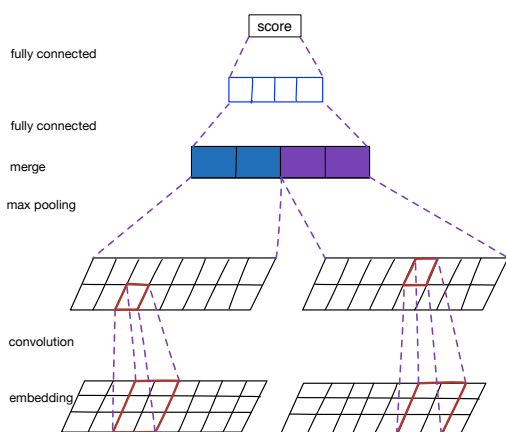 score
fully connected
fully connected
merge
max pooling
convolution
embedding